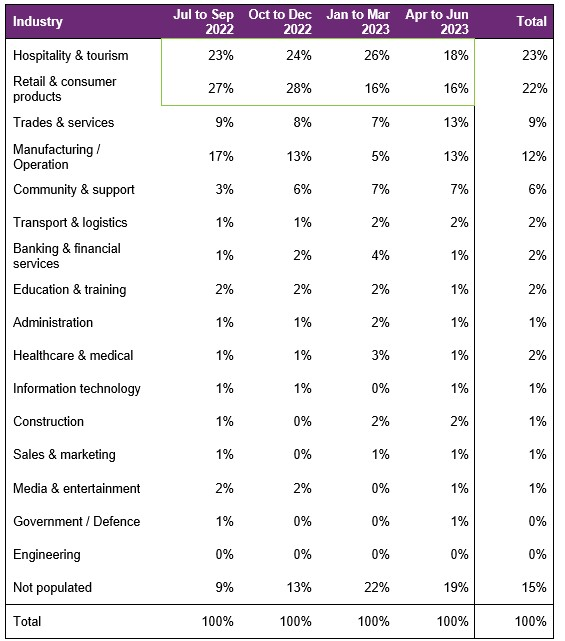 Industry Jul to Sep 2022 Oct to Dec 2022 Jan to Mar 2023 Apr to Jun 2023 Total
Hospitality & tourism 23% 24% 26% 18% 23%
Retail & consumer products 27% 28% 16% 16% 22%
Trades & services 9% 8% 7% 13% 9%
Manufacturing / Operation 17% 13% 5% 13% 12%
Community & support 3% 6% 7% 7% 6%
Transport & logistics 1% 1% 2% 2% 2%
Banking & financial services 1% 2% 4% 1% 2%
Education & training 2% 2% 2% 1% 2%
Administration 1% 1% 2% 1% 1%
Healthcare & medical 1% 1% 3% 1% 2%
Information technology 1% 1% 0% 1% 1%
Construction 1% 0% 2% 2% 1%
Sales & marketing 1% 0% 1% 1% 1%
Media & entertainment 2% 2% 0% 1% 1%
Government / Defence 1% 0% 0% 1% 0%
Engineering 0% 0% 0% 0% 0%
Not populated 9% 13% 22% 19% 15%
Total 100% 100% 100% 100% 100%